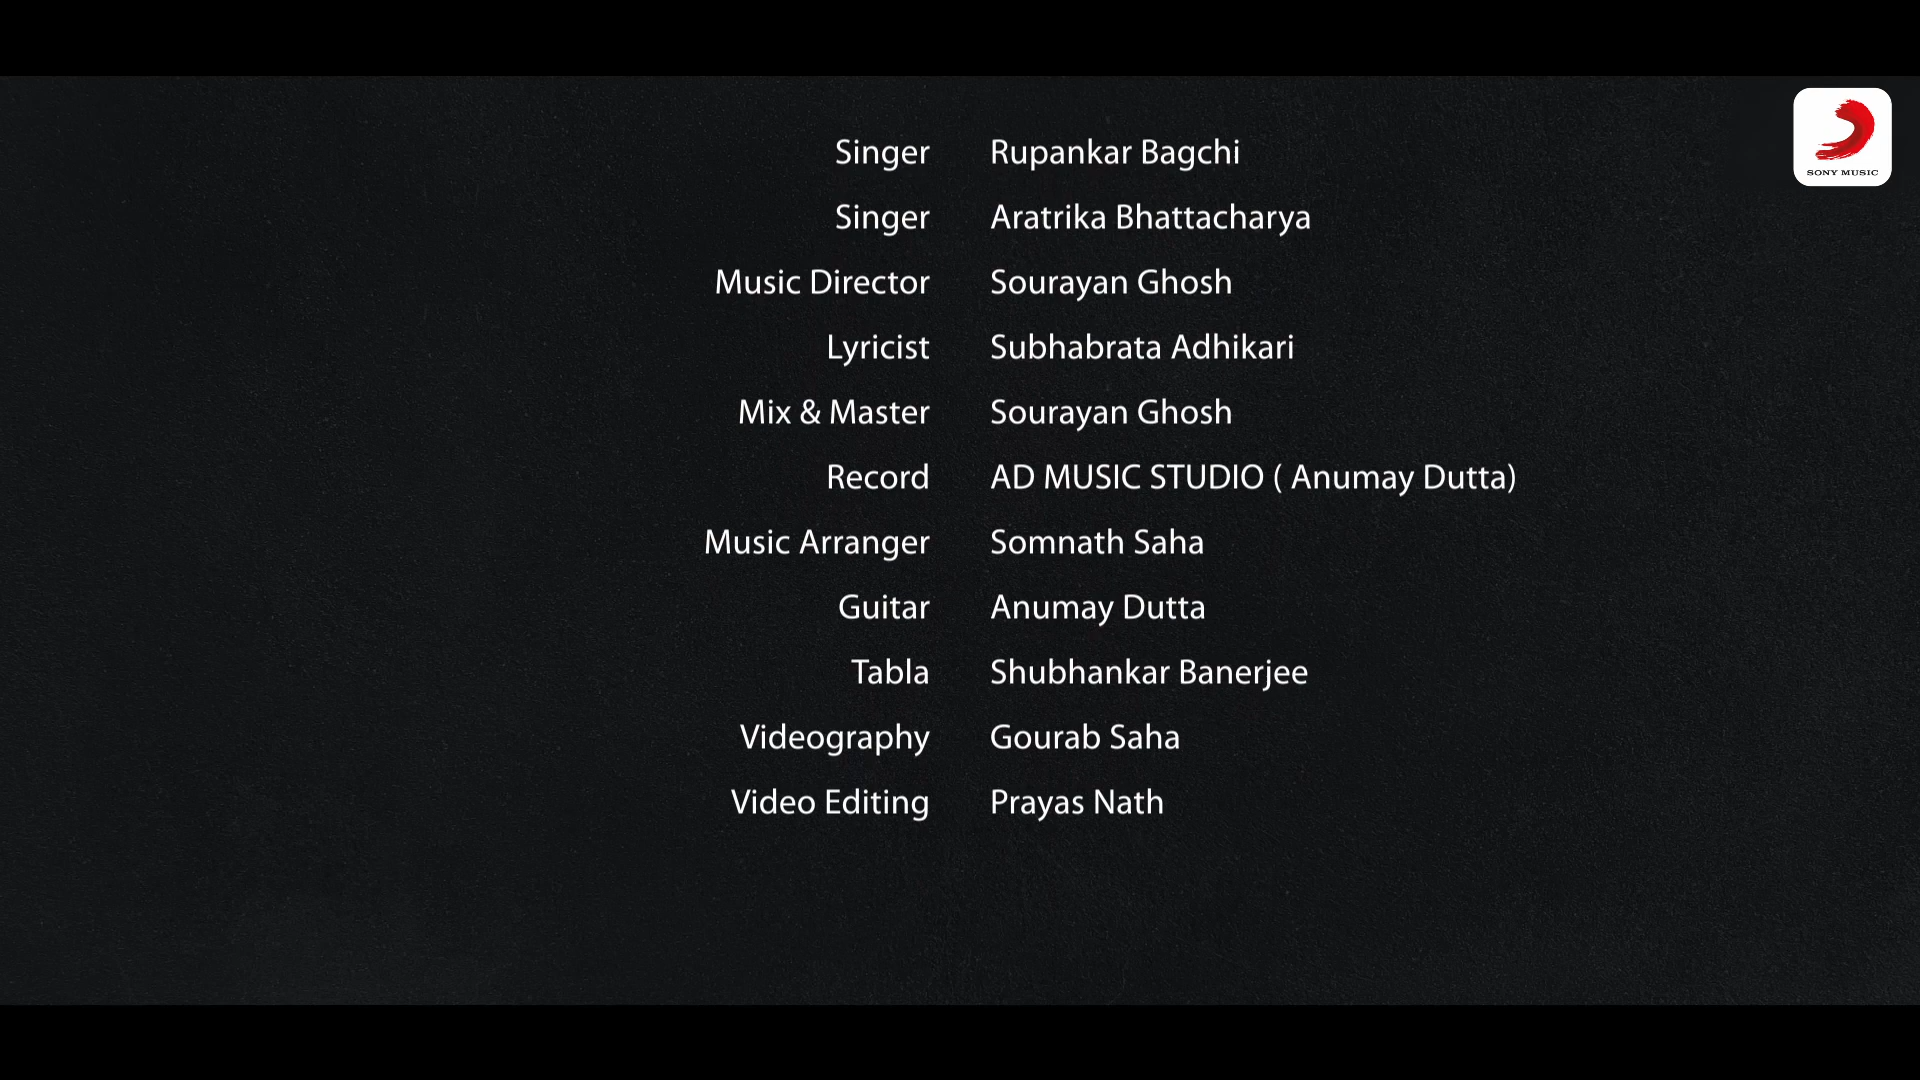 SONY MUSIC
Singer Rupankar Bagchi
Singer Aratrika Bhattacharya
Music Director Sourayan Ghosh
Lyricist Subhabrata Adhikari
Mix & Master Sourayan Ghosh
Record AD MUSIC STUDIO ( Anumay Dutta)
Music Arranger Somnath Saha
Guitar Anumay Dutta
Tabla Shubhankar Banerjee
Videography Gourab Saha
Video Editing Prayas Nath